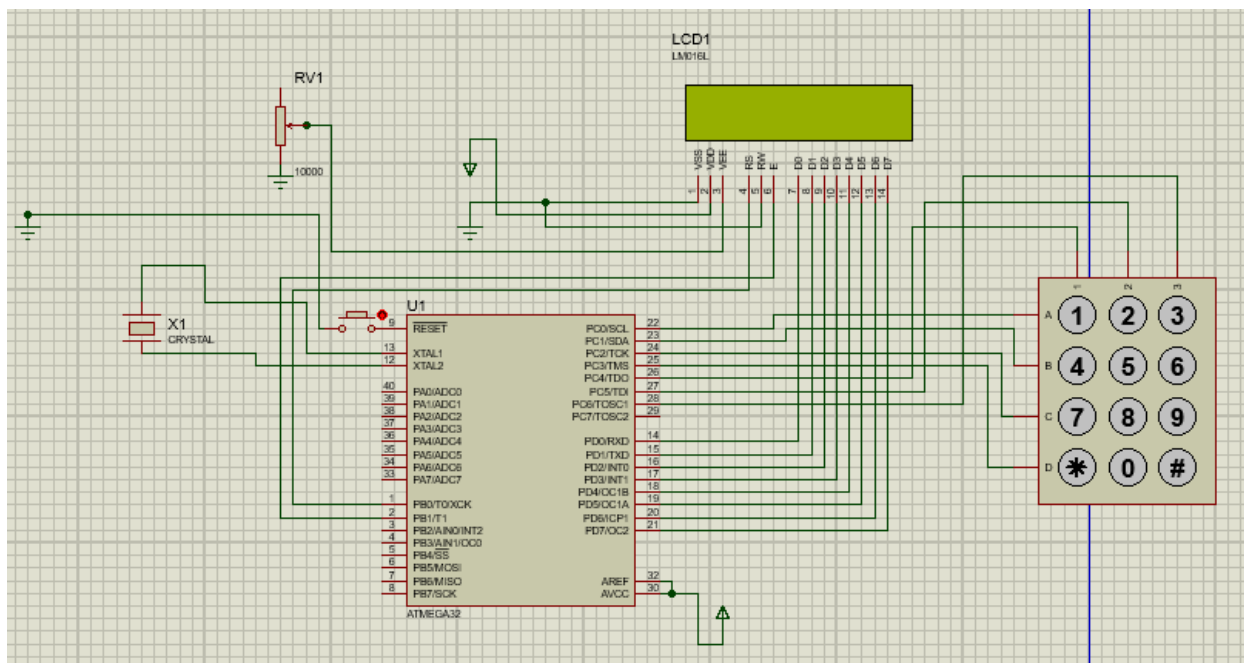 LCD1
LM016L
RV1
10000
VSS
VDD
VEE
RS
RW
E
D0
D1
D2
D3
D4
D5
D6
D7
1
2
3
4
5
6
7
8
9
10
11
12
13
14
X1
CRYSTAL
U1
9 RESET PC0/SCL 22
PC1/SDA 23
13 XTAL1 PC2/TCK 24
12 XTAL2 PC3/TMS 25
PC4/TDO 26
40 PA0/ADC0 PC5/TDI 27
39 PA1/ADC1 PC6/TOSC1 28
38 PA2/ADC2 PC7/TOSC2 29
37 PA3/ADC3
36 PA4/ADC4 PD0/RXD 14
35 PA5/ADC5 PD1/TXD 15
34 PA6/ADC6 PD2/INT0 16
33 PA7/ADC7 PD3/INT1 17
PD4/OC1B 18
1 PB0/T0/XCK PD5/OC1A 19
2 PB1/T1 PD6/ICP1 20
3 PB2/AIN0/INT2 PD7/OC2 21
4 PB3/AIN1/OC0
5 PB4/SS
6 PB5/MOSI
7 PB6/MISO AREF 32
8 PB7/SCK AVCC 30
ATMEGA32
1 2 3
A 1 2 3
B 4 5 6
C 7 8 9
D * 0 #